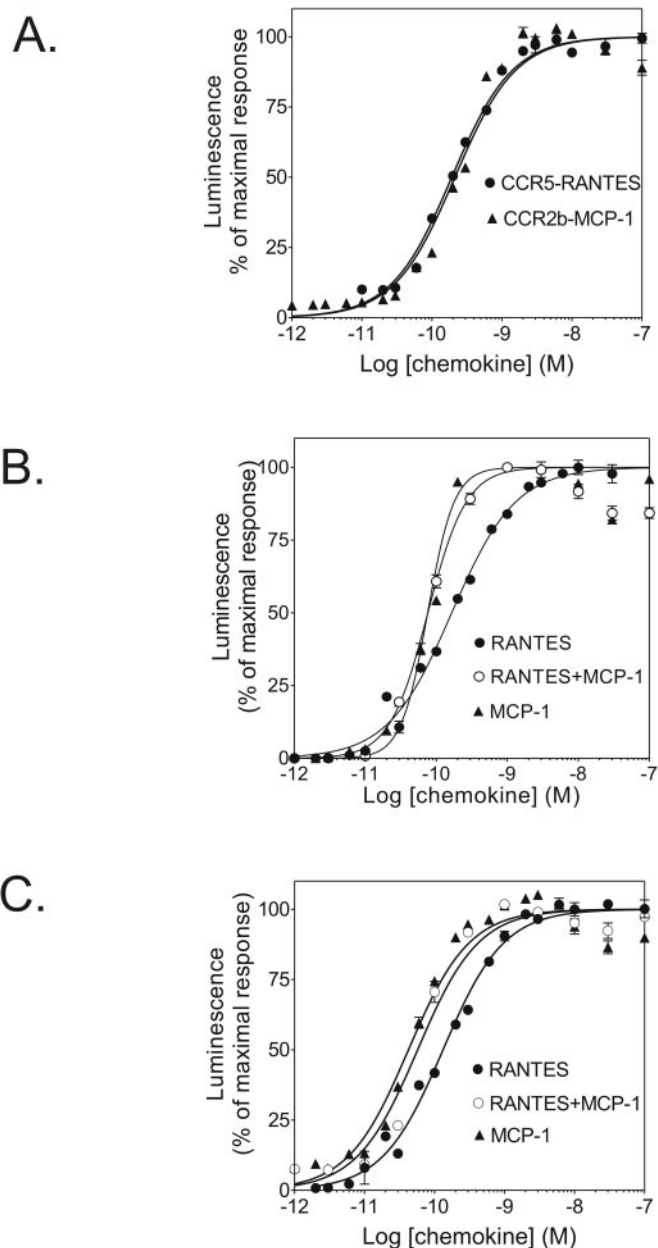 A.
Luminescence
% of maximal response
100
75
50
25
0
CCR5-RANTES
CCR2b-MCP-1
-12 -11 -10 -9 -8 -7
Log [chemokine] (M)
B.
Luminescence
(% of maximal response)
100
75
50
25
0
RANTES
RANTES+MCP-1
MCP-1
-12 -11 -10 -9 -8 -7
Log [chemokine] (M)
C.
Luminescence
(% of maximal response)
100
75
50
25
0
RANTES
RANTES+MCP-1
MCP-1
-12 -11 -10 -9 -8 -7
Log [chemokine] (M)